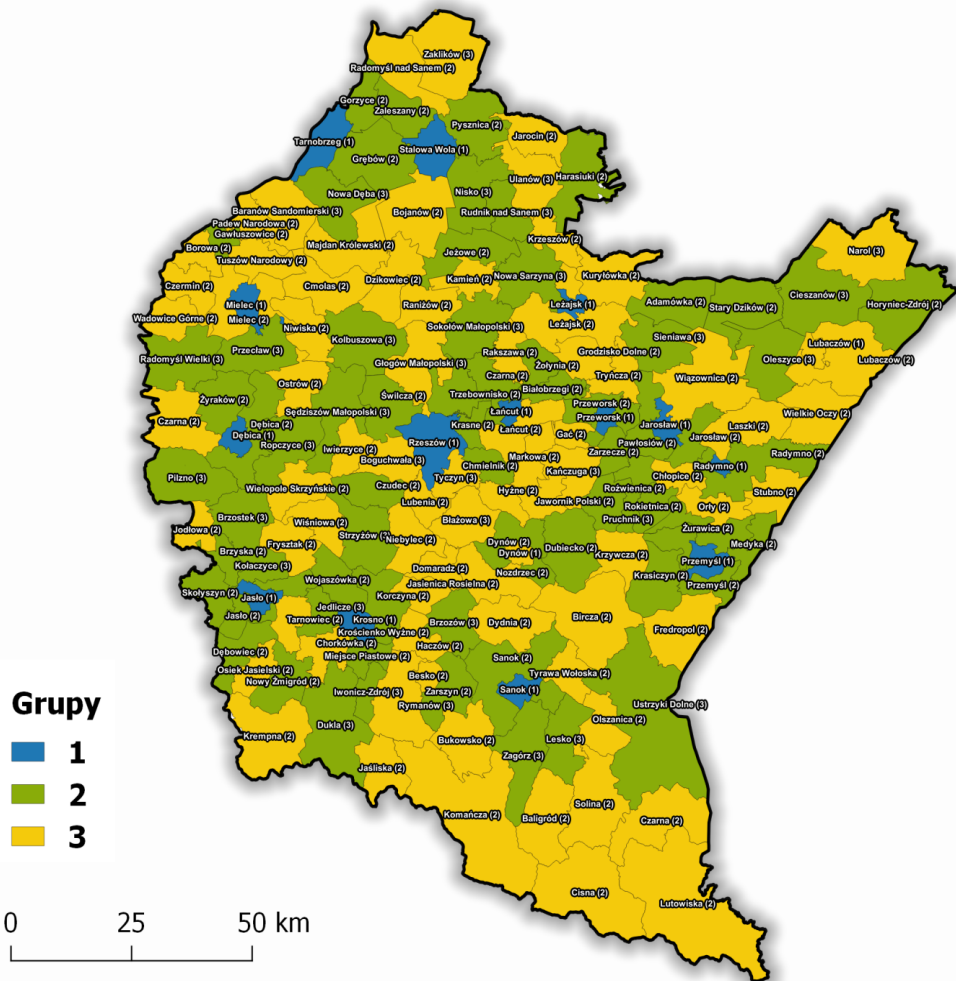 Zaklików (3)
Radomyśl nad Sanem (2)
Gorzyce (2)
Zaleszany (2)
Pysznica (2)
Jarocin (2)
Tarnobrzeg (1)
Stalowa Wola (1)
Grębów (2)
Ulanów (3)
Harasiuki (2)
Nowa Dęba (3)
Nisko (3)
Baranów Sandomierski (3)
Bojanów (2)
Rudnik nad Sanem (3)
Padew Narodowa (2)
Gawłuszowice (2)
Borowa (2)
Majdan Królewski (2)
Krzeszów (2)
Jeżowe (2)
Tuszów Narodowy (2)
Narol (3)
Czermin (2)
Cmolas (2)
Dzikowiec (2)
Kamień (2)
Nowa Sarzyna (3)
Kuryłówka (2)
Cieszanów (3)
Mielec (1)
Raniżów (2)
Leżajsk (1)
Adamówka (2)
Stary Dzików (2)
Horyniec-Zdrój (2)
Wadowice Górne (2)
Mielec (2)
Niwiska (2)
Sokołów Małopolski (3)
Leżajsk (2)
Kolbuszowa (3)
Sieniawa (3)
Lubaczów (1)
Radomyśl Wielki (3)
Przecław (3)
Rakszawa (2)
Grodzisko Dolne (2)
Oleszyce (3)
Lubaczów (2)
Głogów Małopolski (3)
Żołynia (2)
Czarna (2)
Tryńcza (2)
Wiązownica (2)
Ostrów (2)
Białobrzegi (2)
Żyraków (2)
Świlcza (2)
Trzebownisko (2)
Przeworsk (2)
Sędziszów Małopolski (3)
Łańcut (1)
Przeworsk (1)
Wielkie Oczy (2)
Czarna (2)
Dębica (2)
Krasne (2)
Łańcut (2)
Gać (2)
Jarosław (1)
Laszki (2)
Dębica (1)
Ropczyce (3)
Rzeszów (1)
Pawłosiów (2)
Jarosław (2)
Iwierzyce (2)
Markowa (2)
Zarzecze (2)
Radymno (2)
Boguchwała (3)
Chmielnik (2)
Kańczuga (3)
Radymno (1)
Pilzno (3)
Tyczyn (3)
Chłopice (2)
Wielopole Skrzyńskie (2)
Czudec (2)
Hyżne (2)
Roźwienica (2)
Stubno (2)
Lubenia (2)
Jawornik Polski (2)
Rokietnica (2)
Orły (2)
Brzostek (3)
Wiśniowa (2)
Błażowa (3)
Pruchnik (3)
Żurawica (2)
Jodłowa (2)
Strzyżów (3)
Niebylec (2)
Dynów (2)
Dubiecko (2)
Medyka (2)
Brzyska (2)
Frysztak (2)
Dynów (1)
Krzywcza (2)
Przemyśl (1)
Kołaczyce (3)
Domaradz (2)
Nozdrzec (2)
Krasiczyn (2)
Przemyśl (2)
Wojaszówka (2)
Jasienica Rosielna (2)
Skołyszyn (2)
Jasło (1)
Korczyna (2)
Jedlicze (3)
Jasło (2)
Tarnowiec (2)
Krosno (1)
Brzozów (3)
Dydnia (2)
Bircza (2)
Krościenko Wyżne (2)
Fredropol (2)
Chorkówka (2)
Haczów (2)
Dębowiec (2)
Miejsce Piastowe (2)
Sanok (2)
Osiek Jasielski (2)
Besko (2)
Tyrawa Wołoska (2)
Nowy Żmigród (2)
Iwonicz-Zdrój (3)
Zarszyn (2)
Sanok (1)
Rymanów (3)
Ustrzyki Dolne (3)
Dukla (3)
Olszanica (2)
Krempna (2)
Bukowsko (2)
Lesko (3)
Zagórz (3)
Jaśliska (2)
Solina (2)
Komańcza (2)
Baligród (2)
Czarna (2)
Cisna (2)
Lutowiska (2)
Grupy
1
2
3
0 25 50 km